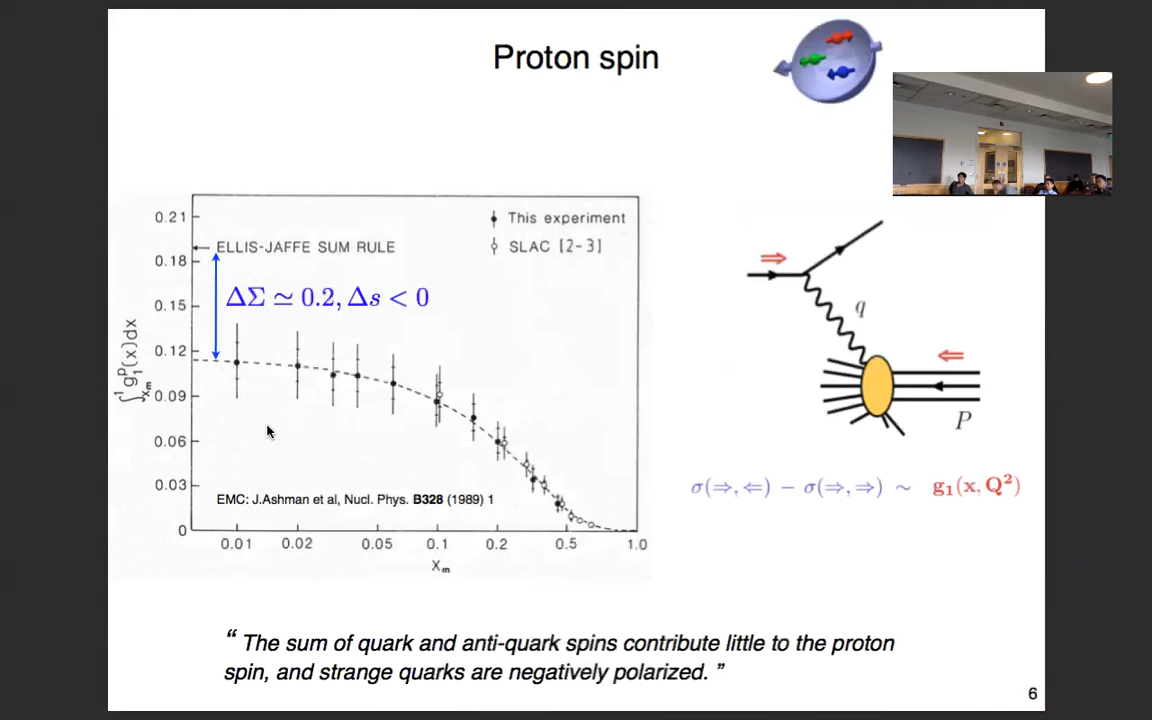 Proton spin
0.21
This experiment
ELLIS-JAFFE SUM RULE
SLAC [2-3]
0.18
ΔΣ ≃ 0.2, Δs < 0
0.15
0.12
0.09
0.06
0.03
0
∫¹ₓₘ g₁ᵖ(x)dx
EMC: J.Ashman et al, Nucl. Phys. B328 (1989) 1
0.01 0.02 0.05 0.1 0.2 0.5 1.0
Xₘ
⇒
q
⇐
P
σ(⇒, ⇐) − σ(⇒, ⇒) ∼ g₁(x, Q²)
“ The sum of quark and anti-quark spins contribute little to the proton
spin, and strange quarks are negatively polarized. ”
6